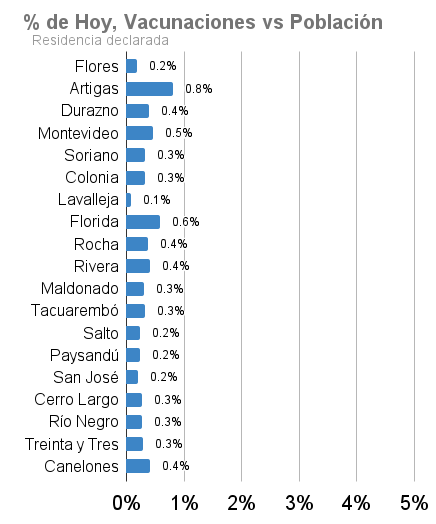 % de Hoy, Vacunaciones vs Población
Residencia declarada
Flores 0.2%
Artigas 0.8%
Durazno 0.4%
Montevideo 0.5%
Soriano 0.3%
Colonia 0.3%
Lavalleja 0.1%
Florida 0.6%
Rocha 0.4%
Rivera 0.4%
Maldonado 0.3%
Tacuarembó 0.3%
Salto 0.2%
Paysandú 0.2%
San José 0.2%
Cerro Largo 0.3%
Río Negro 0.3%
Treinta y Tres 0.3%
Canelones 0.4%
0% 1% 2% 3% 4% 5%